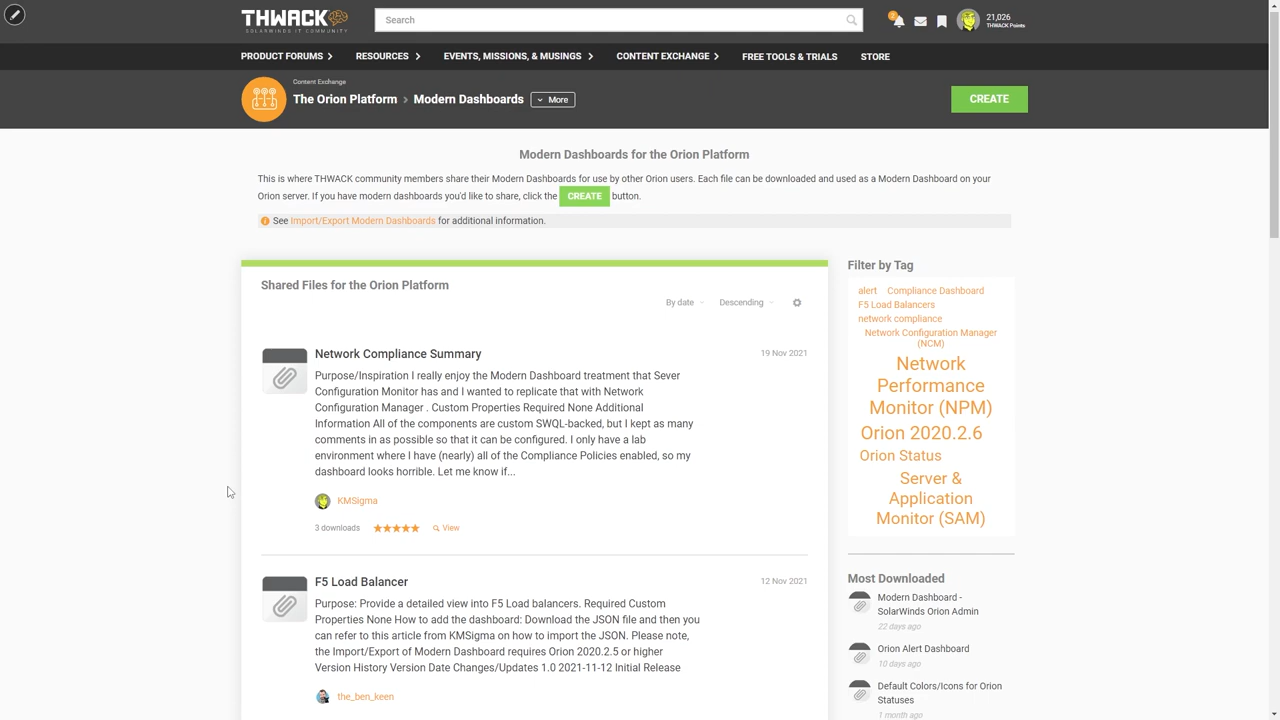 THWACK
SOLARWINDS IT COMMUNITY
Search
2
21,026
THWACK Points
PRODUCT FORUMS
RESOURCES
EVENTS, MISSIONS, & MUSINGS
CONTENT EXCHANGE
FREE TOOLS & TRIALS
STORE
Content Exchange
The Orion Platform > Modern Dashboards
More
CREATE
Modern Dashboards for the Orion Platform
This is where THWACK community members share their Modern Dashboards for use by other Orion users. Each file can be downloaded and used as a Modern Dashboard on your
Orion server. If you have modern dashboards you'd like to share, click the CREATE button.
See Import/Export Modern Dashboards for additional information.
Shared Files for the Orion Platform
By date
Descending
Network Compliance Summary
19 Nov 2021
Purpose/Inspiration I really enjoy the Modern Dashboard treatment that Sever
Configuration Monitor has and I wanted to replicate that with Network
Configuration Manager . Custom Properties Required None Additional
Information All of the components are custom SWQL-backed, but I kept as many
comments in as possible so that it can be configured. I only have a lab
environment where I have (nearly) all of the Compliance Policies enabled, so my
dashboard looks horrible. Let me know if...
KMSigma
3 downloads
View
F5 Load Balancer
12 Nov 2021
Purpose: Provide a detailed view into F5 Load balancers. Required Custom
Properties None How to add the dashboard: Download the JSON file and then you
can refer to this article from KMSigma on how to import the JSON. Please note,
the Import/Export of Modern Dashboard requires Orion 2020.2.5 or higher
Version History Version Date Changes/Updates 1.0 2021-11-12 Initial Release
the_ben_keen
Filter by Tag
alert Compliance Dashboard
F5 Load Balancers
network compliance
Network Configuration Manager
(NCM)
Network
Performance
Monitor (NPM)
Orion 2020.2.6
Orion Status
Server &
Application
Monitor (SAM)
Most Downloaded
Modern Dashboard -
SolarWinds Orion Admin
22 days ago
Orion Alert Dashboard
10 days ago
Default Colors/Icons for Orion
Statuses
1 month ago